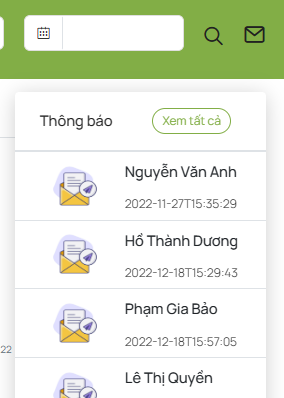 Thông báo
Xem tất cả
Nguyễn Văn Anh
2022-11-27T15:35:29
Hồ Thành Dương
2022-12-18T15:29:43
Phạm Gia Bảo
22
2022-12-18T15:57:05
Lê Thị Quyền